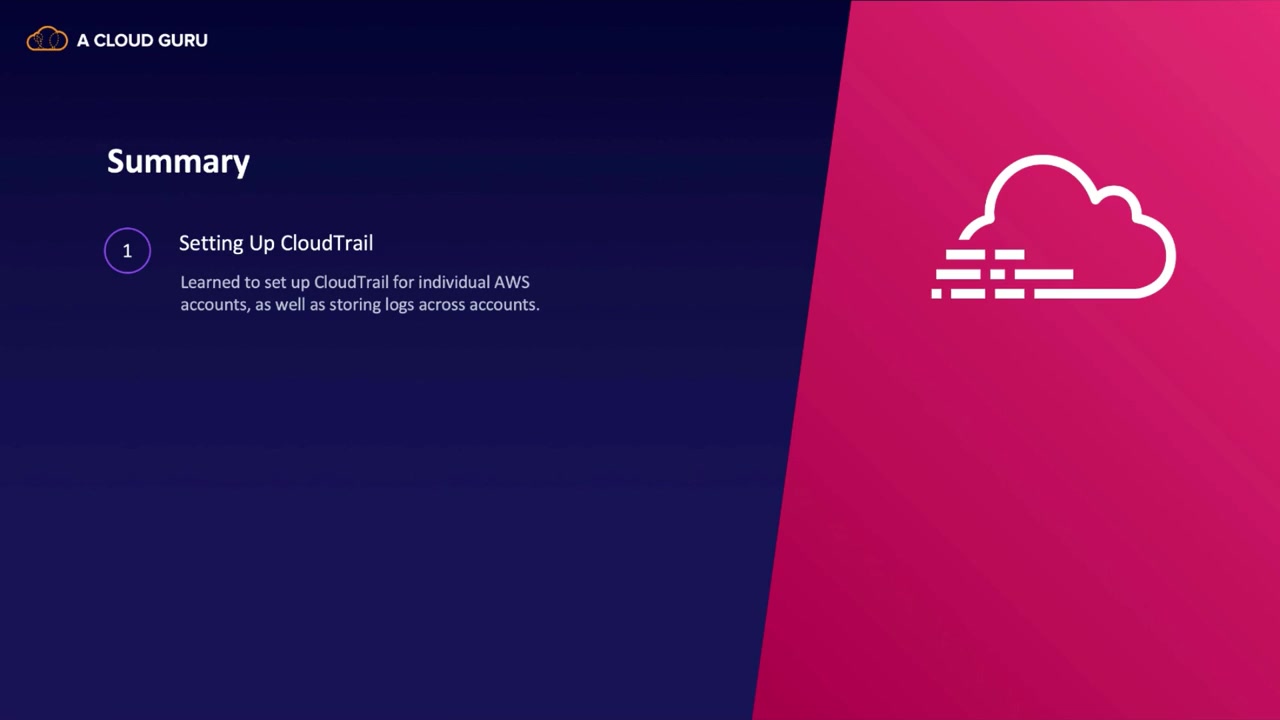 A CLOUD GURU
Summary
1
Setting Up CloudTrail
Learned to set up CloudTrail for individual AWS
accounts, as well as storing logs across accounts.